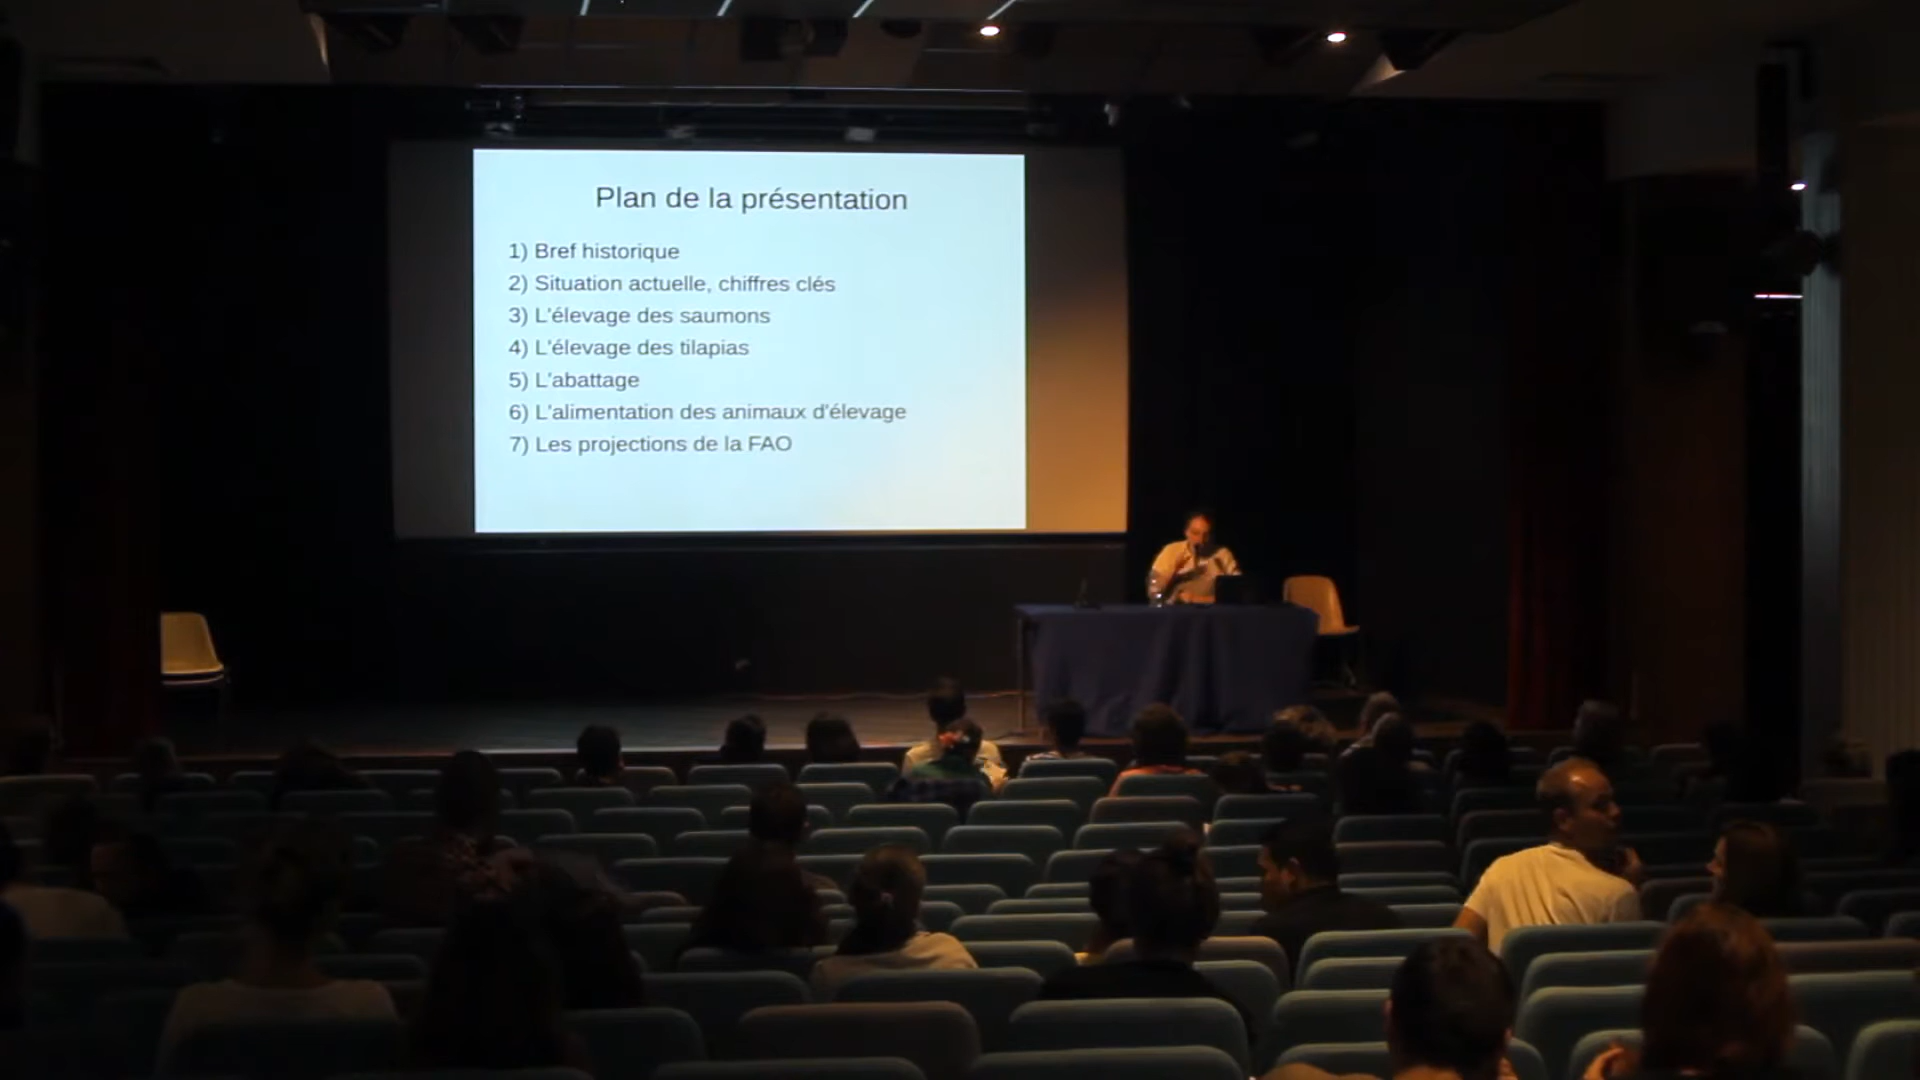 Plan de la présentation
1) Bref historique
2) Situation actuelle, chiffres clés
3) L'élevage des saumons
4) L'élevage des tilapias
5) L'abattage
6) L'alimentation des animaux d'élevage
7) Les projections de la FAO